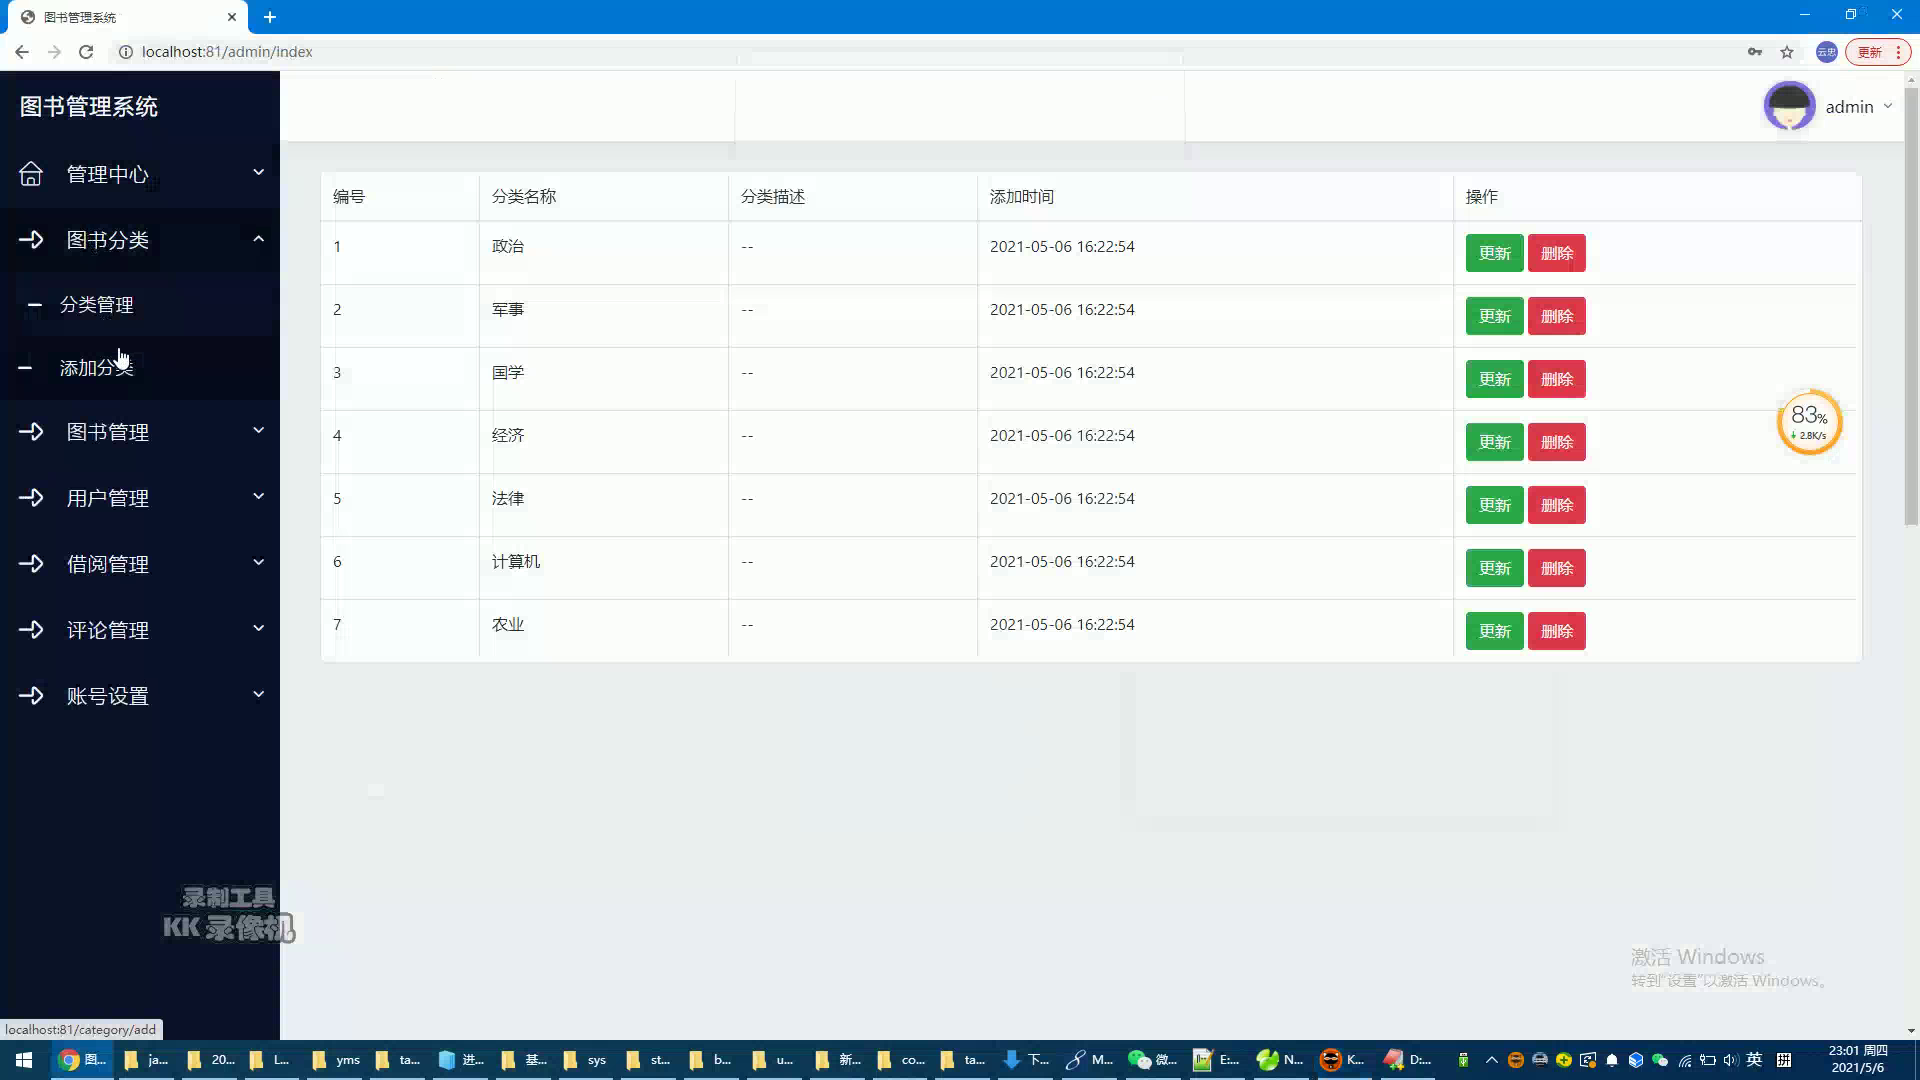 图书管理系统
localhost:81/admin/index
云忠
更新
图书管理系统
admin
管理中心
图书分类
分类管理
添加分类
图书管理
用户管理
借阅管理
评论管理
账号设置
编号 分类名称 分类描述 添加时间 操作
1 政治 -- 2021-05-06 16:22:54 更新 删除
2 军事 -- 2021-05-06 16:22:54 更新 删除
3 国学 -- 2021-05-06 16:22:54 更新 删除
4 经济 -- 2021-05-06 16:22:54 更新 删除
5 法律 -- 2021-05-06 16:22:54 更新 删除
6 计算机 -- 2021-05-06 16:22:54 更新 删除
7 农业 -- 2021-05-06 16:22:54 更新 删除
83%
2.8K/s
录制工具
KK 录像机
激活 Windows
转到"设置"以激活 Windows。
localhost:81/category/add
图... ja... 20... L... yms ta... 进... 基... sys st... b... u... 新... co... ta... 下... M... 微... E:... N... K... D:... 英 拼
23:01 周四
2021/5/6